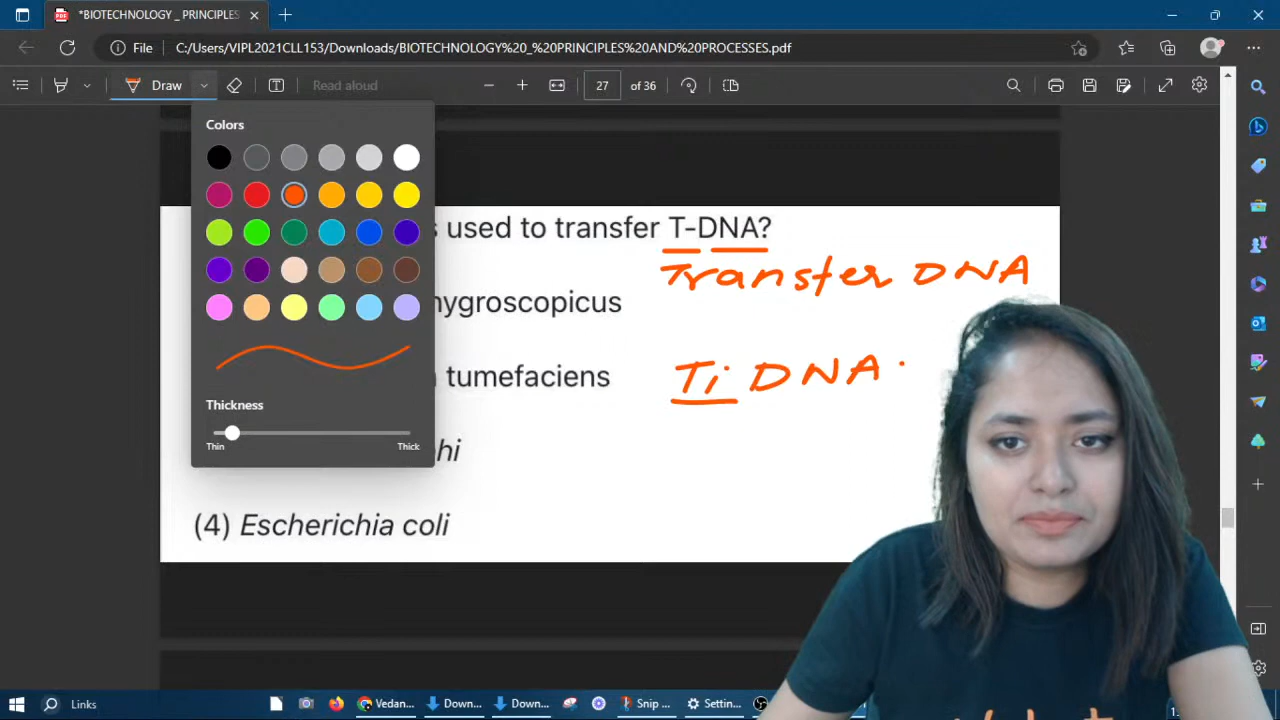 *BIOTECHNOLOGY _ PRINCIPLES
File C:/Users/VIPL2021CLL153/Downloads/BIOTECHNOLOGY%20_%20PRINCIPLES%20AND%20PROCESSES.pdf
Draw Read aloud 27 of 36
Colors
Thickness
Thin Thick
used to transfer T-DNA?
Transfer DNA
hygroscopicus
Ti DNA
tumefaciens
hi
(4) Escherichia coli
Links Vedan... Down... Down... Snip ... Settin...